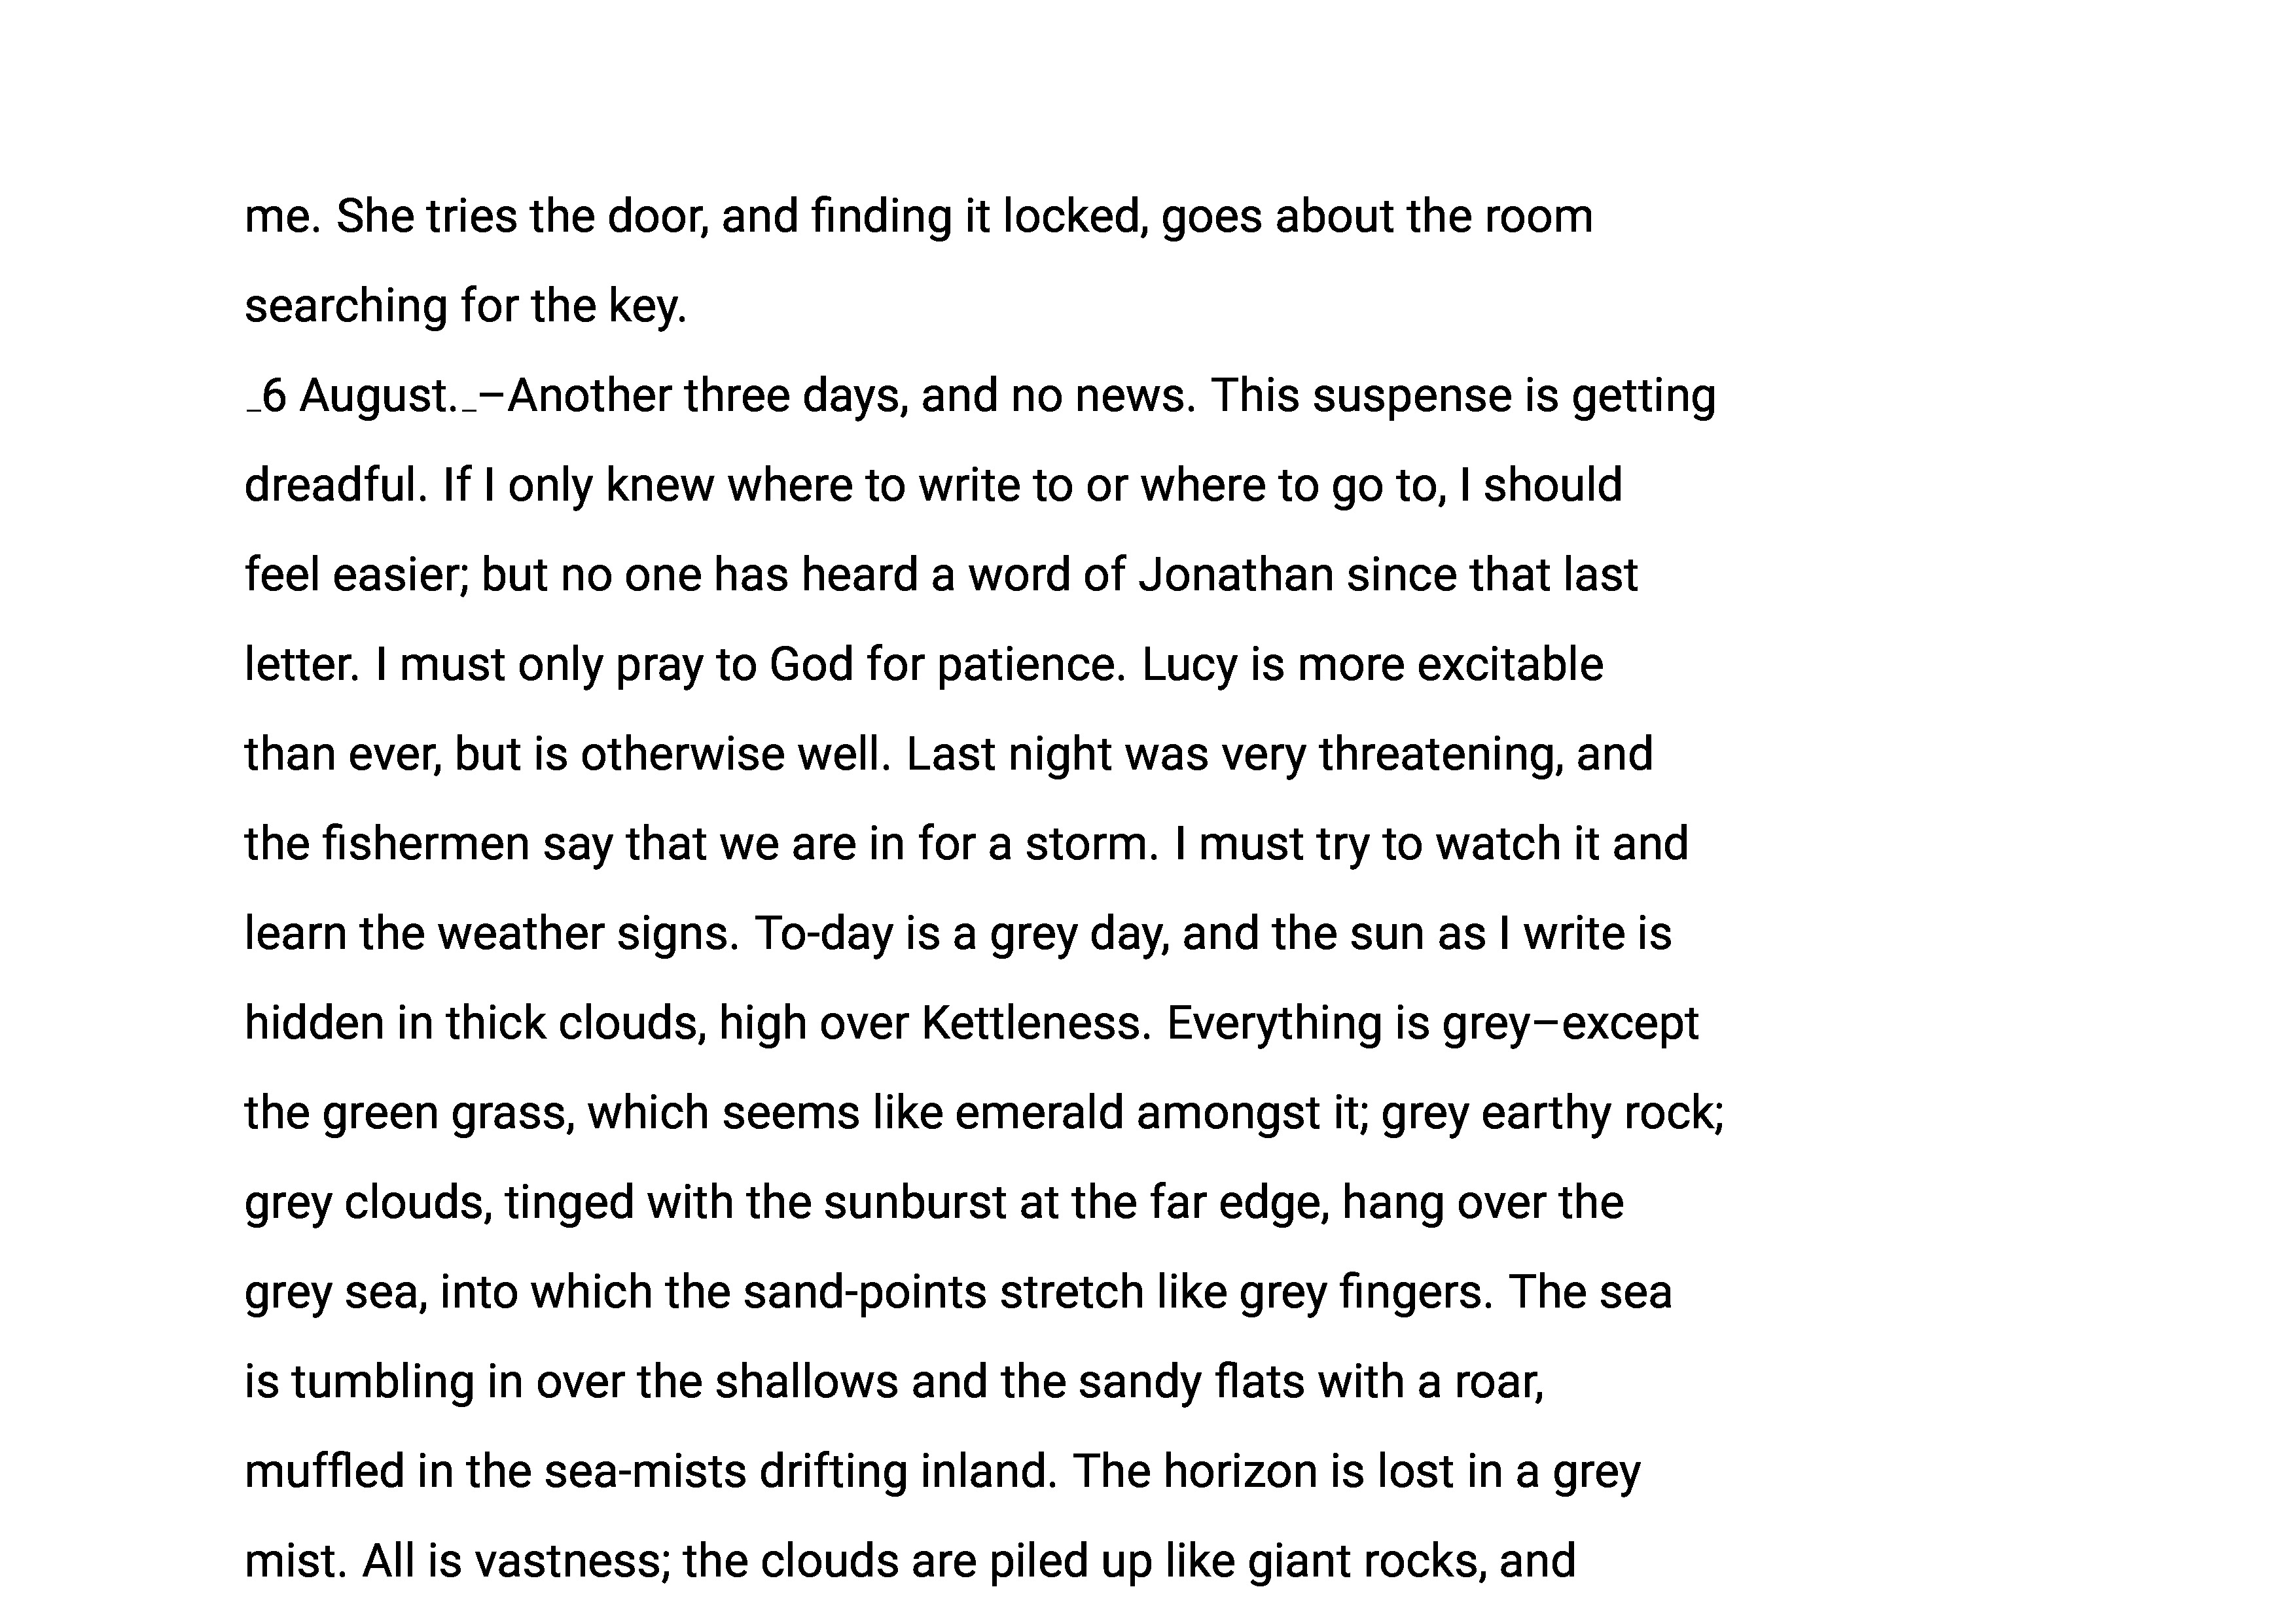 me. She tries the door, and finding it locked, goes about the room
searching for the key.
_6 August._–Another three days, and no news. This suspense is getting
dreadful. If I only knew where to write to or where to go to, I should
feel easier; but no one has heard a word of Jonathan since that last
letter. I must only pray to God for patience. Lucy is more excitable
than ever, but is otherwise well. Last night was very threatening, and
the fishermen say that we are in for a storm. I must try to watch it and
learn the weather signs. To-day is a grey day, and the sun as I write is
hidden in thick clouds, high over Kettleness. Everything is grey–except
the green grass, which seems like emerald amongst it; grey earthy rock;
grey clouds, tinged with the sunburst at the far edge, hang over the
grey sea, into which the sand-points stretch like grey fingers. The sea
is tumbling in over the shallows and the sandy flats with a roar,
muffled in the sea-mists drifting inland. The horizon is lost in a grey
mist. All is vastness; the clouds are piled up like giant rocks, and